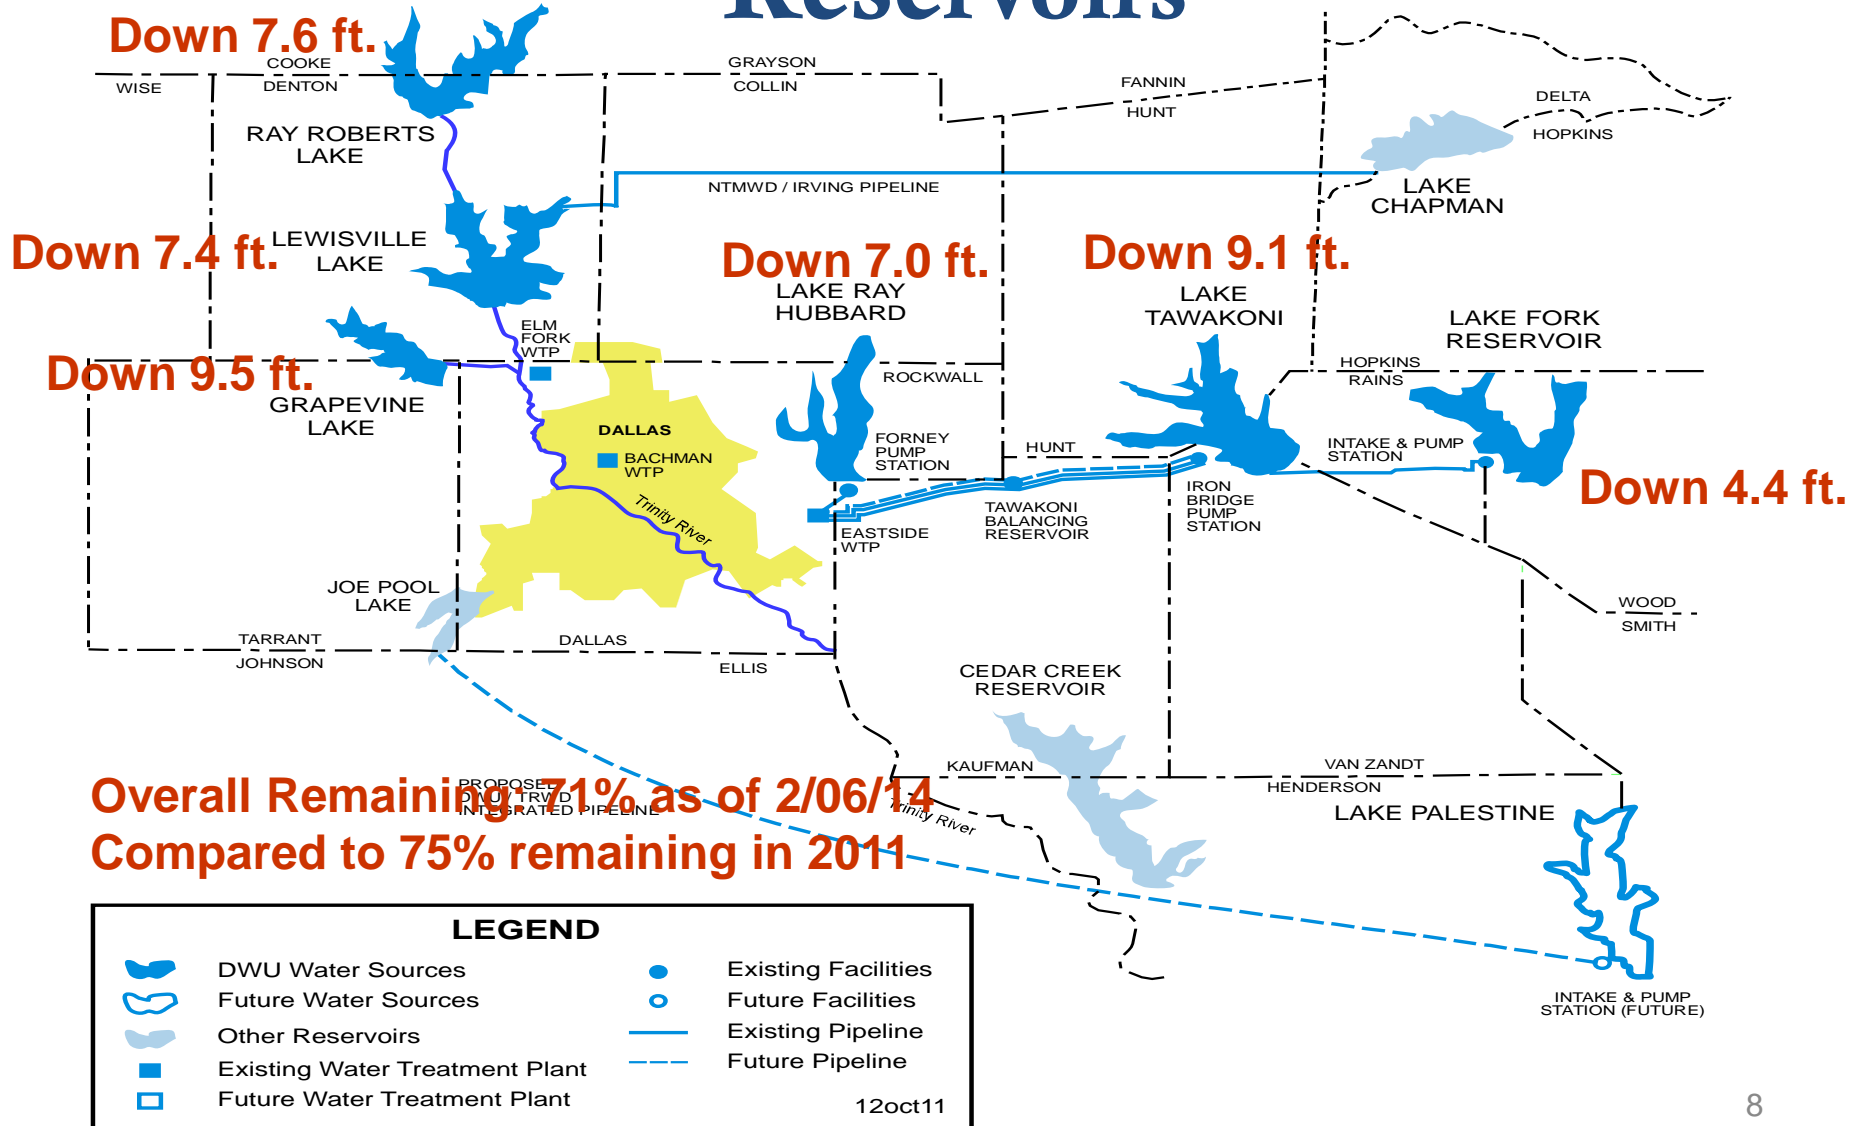 Reservoirs
Down 7.6 ft.
COOKE
GRAYSON
WISE
DENTON
COLLIN
FANNIN
HUNT
DELTA
HOPKINS
RAY ROBERTS
LAKE
NTMWD / IRVING PIPELINE
LAKE
CHAPMAN
Down 7.4 ft.
LEWISVILLE
LAKE
Down 7.0 ft.
LAKE RAY
HUBBARD
Down 9.1 ft.
LAKE
TAWAKONI
LAKE FORK
RESERVOIR
ELM
FORK
WTP
Down 9.5 ft.
GRAPEVINE
LAKE
ROCKWALL
HOPKINS
RAINS
DALLAS
BACHMAN
WTP
FORNEY
PUMP
STATION
HUNT
INTAKE & PUMP
STATION
Down 4.4 ft.
Trinity River
EASTSIDE
WTP
TAWAKONI
BALANCING
RESERVOIR
IRON
BRIDGE
PUMP
STATION
JOE POOL
LAKE
WOOD
SMITH
TARRANT
JOHNSON
DALLAS
ELLIS
CEDAR CREEK
RESERVOIR
KAUFMAN
VAN ZANDT
HENDERSON
LAKE PALESTINE
PROPOSED
DWU / TRWD
INTEGRATED PIPELINE
Overall Remaining: 71% as of 2/06/14
Compared to 75% remaining in 2011
Trinity River
INTAKE & PUMP
STATION (FUTURE)
LEGEND
DWU Water Sources
Future Water Sources
Other Reservoirs
Existing Water Treatment Plant
Future Water Treatment Plant
Existing Facilities
Future Facilities
Existing Pipeline
Future Pipeline
12oct11
8